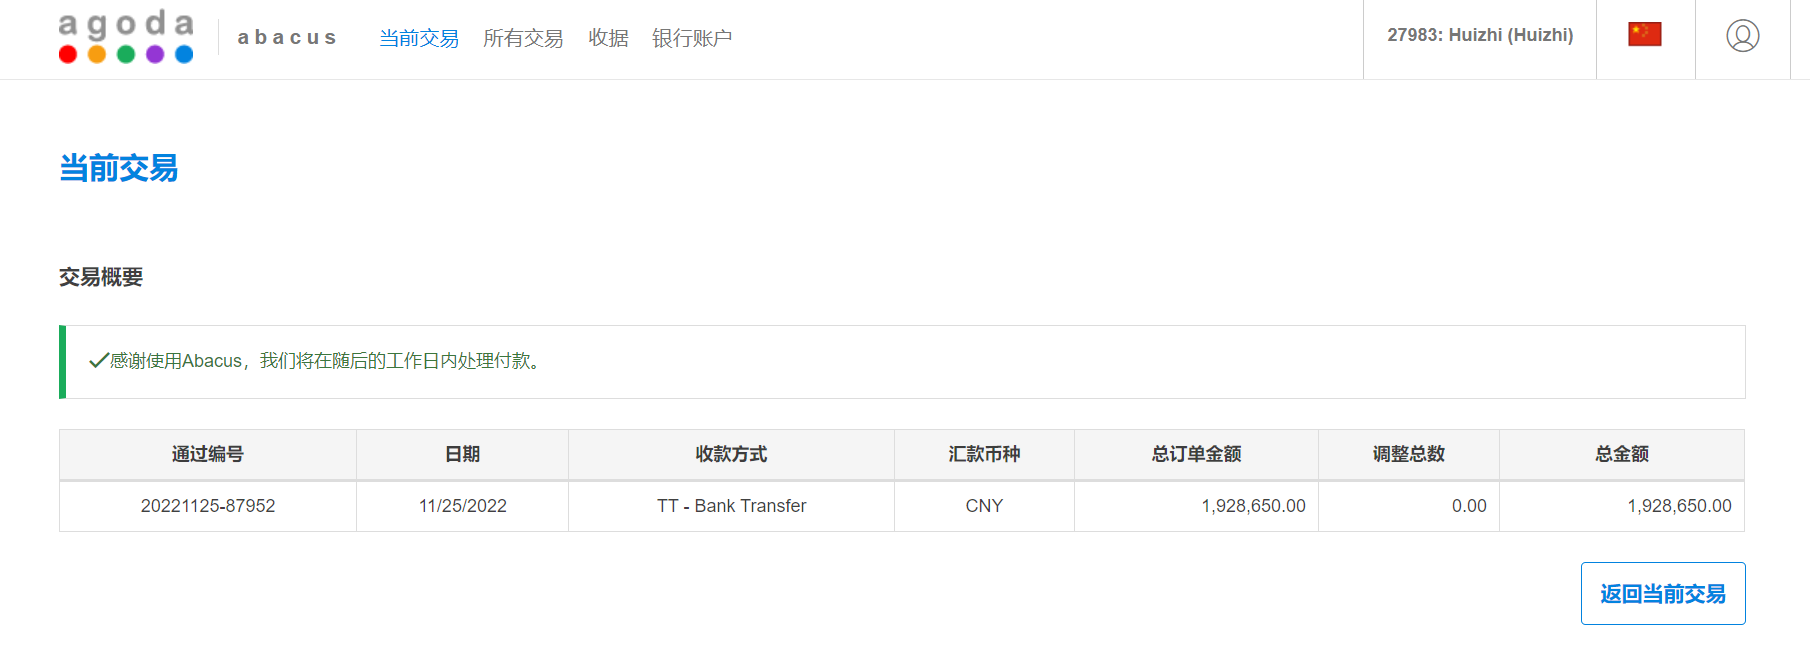 agoda abacus 当前交易 所有交易 收据 银行账户 27983: Huizhi (Huizhi)
当前交易
交易概要
感谢使用Abacus，我们将在随后的工作日内处理付款。
通过编号 日期 收款方式 汇款币种 总订单金额 调整总数 总金额
20221125-87952 11/25/2022 TT - Bank Transfer CNY 1,928,650.00 0.00 1,928,650.00
返回当前交易